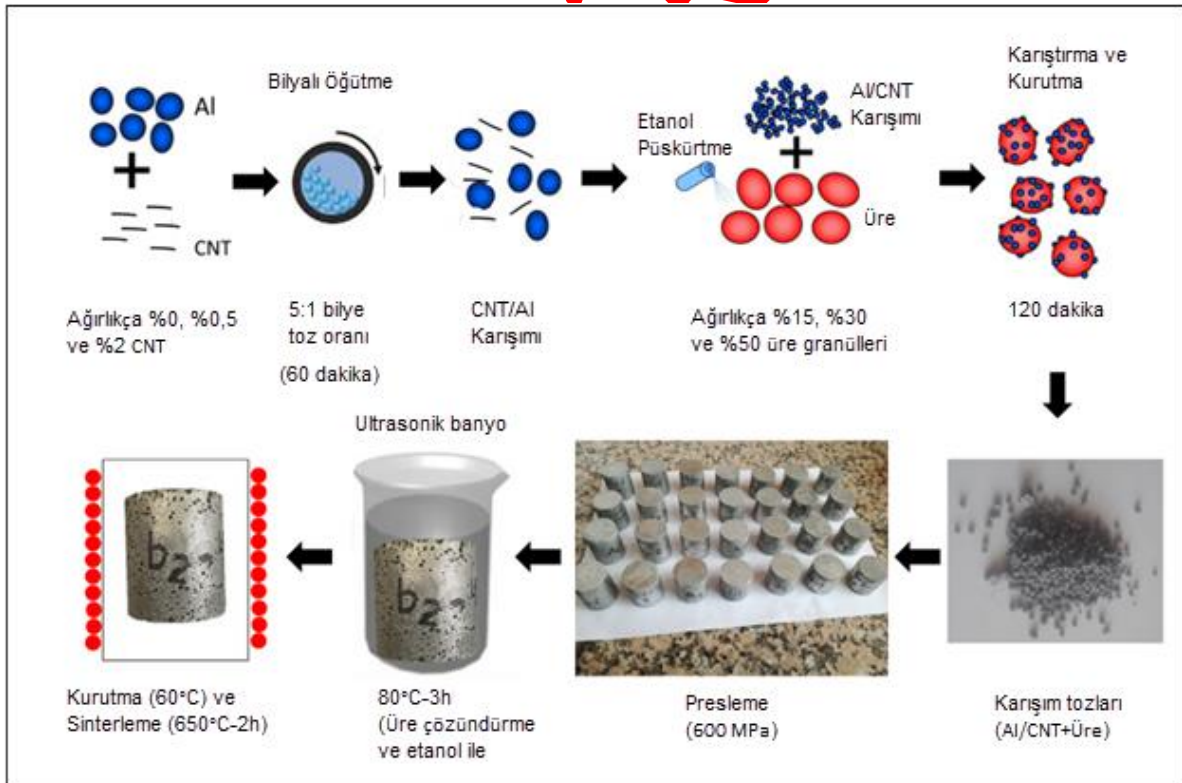 Al
CNT
Ağırlıkça %0, %0,5
ve %2 CNT
Bilyalı Öğütme
5:1 bilye
toz oranı
(60 dakika)
CNT/Al
Karışımı
Etanol
Püskürtme
Al/CNT
Karışımı
Üre
Ağırlıkça %15, %30
ve %50 üre granülleri
Karıştırma ve
Kurutma
120 dakika
Karışım tozları
(Al/CNT+Üre)
Presleme
(600 MPa)
Ultrasonik banyo
b2
80°C-3h
(Üre çözündürme
ve etanol ile
b2
Kurutma (60°C) ve
Sinterleme (650°C-2h)